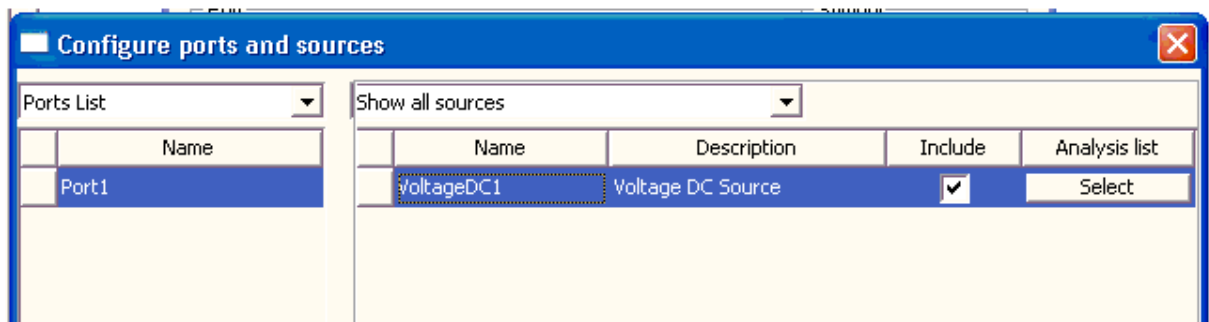 Configure ports and sources
Ports List
Show all sources
Name
Name Description Include Analysis list
Port1
VoltageDC1 Voltage DC Source Select